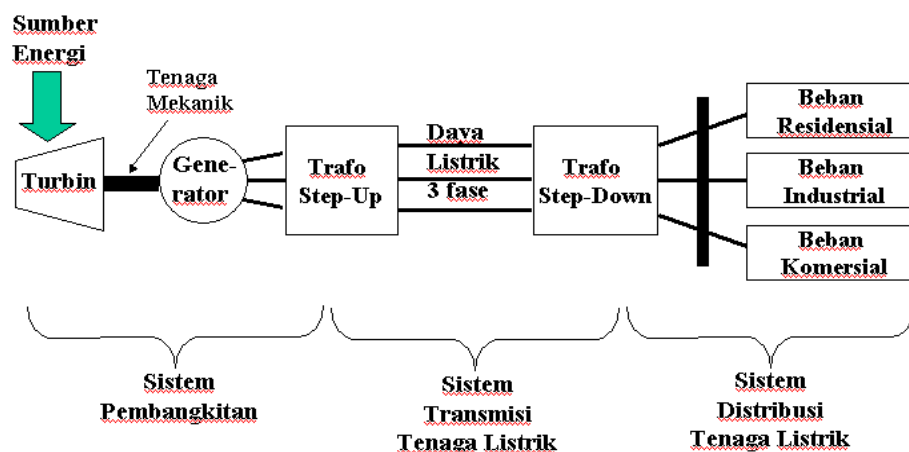 Sumber
Energi
Tenaga
Mekanik
Turbin
Gene-
rator
Trafo
Step-Up
Daya
Listrik
3 fase
Trafo
Step-Down
Beban
Residensial
Beban
Industrial
Beban
Komersial
Sistem
Pembangkitan
Sistem
Transmisi
Tenaga Listrik
Sistem
Distribusi
Tenaga Listrik